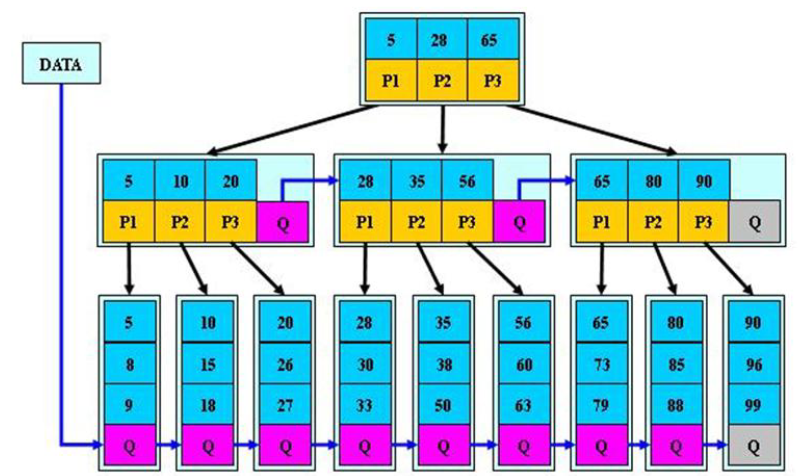 5 28 65
DATA
P1 P2 P3
5 10 20 28 35 56 65 80 90
P1 P2 P3 Q P1 P2 P3 Q P1 P2 P3 Q
5 10 20 28 35 56 65 80 90
8 15 26 30 38 60 73 85 96
9 18 27 33 50 63 79 88 99
Q Q Q Q Q Q Q Q Q